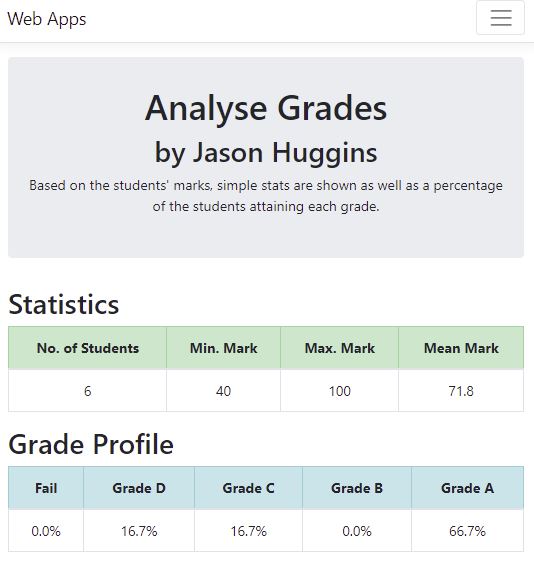 Web Apps
Analyse Grades
by Jason Huggins
Based on the students' marks, simple stats are shown as well as a percentage
of the students attaining each grade.
Statistics
No. of Students Min. Mark Max. Mark Mean Mark
6 40 100 71.8
Grade Profile
Fail Grade D Grade C Grade B Grade A
0.0% 16.7% 16.7% 0.0% 66.7%